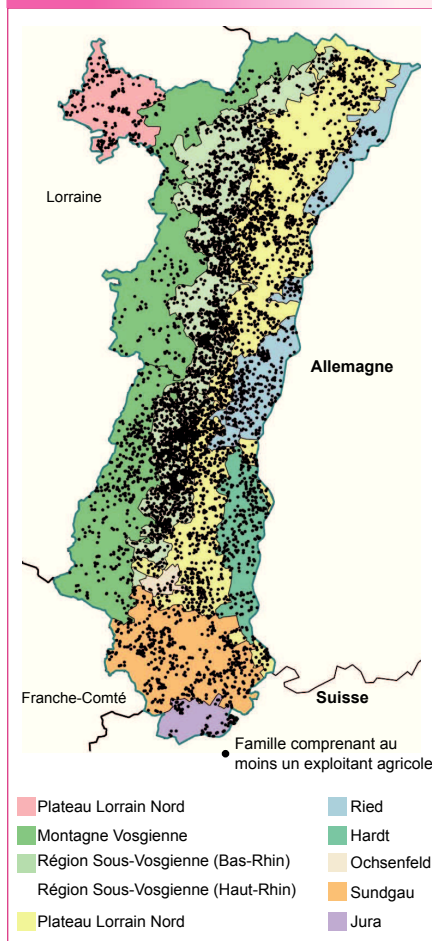 Lorraine
Allemagne
Franche-Comté
Suisse
Famille comprenant au
moins un exploitant agricole
Plateau Lorrain Nord
Montagne Vosgienne
Région Sous-Vosgienne (Bas-Rhin)
Région Sous-Vosgienne (Haut-Rhin)
Plateau Lorrain Nord
Ried
Hardt
Ochsenfeld
Sundgau
Jura